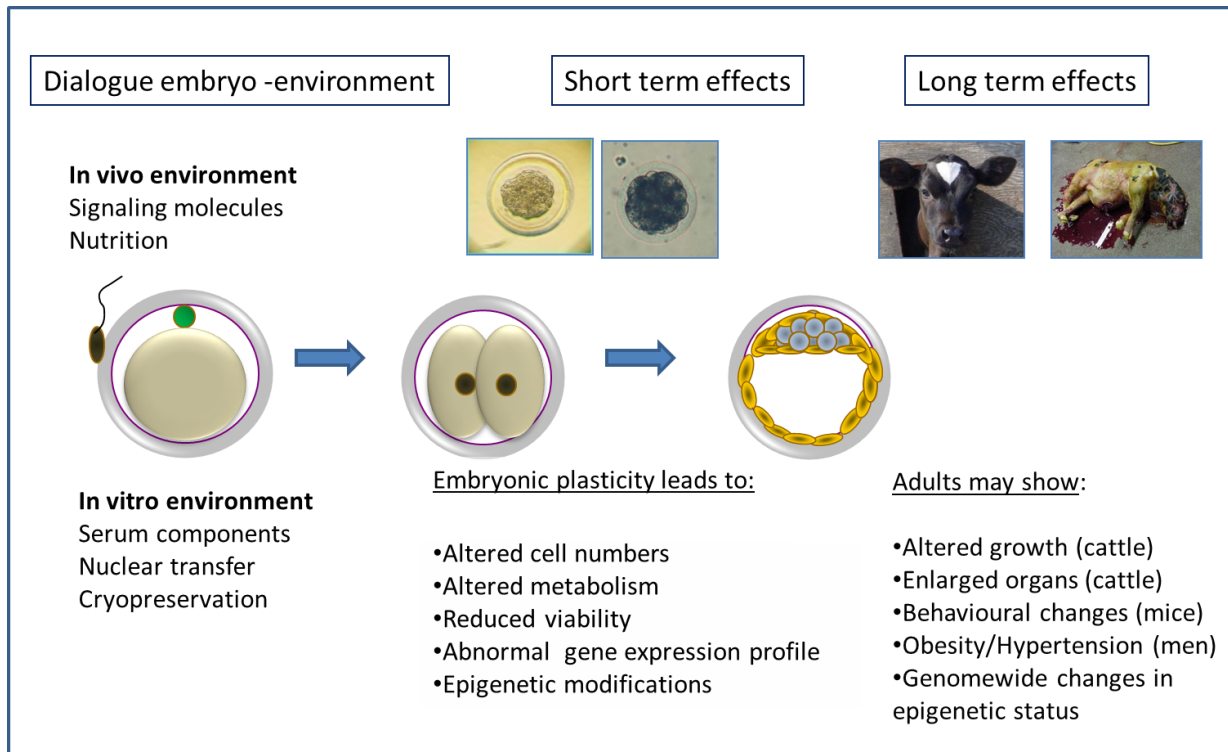 Dialogue embryo -environment
Short term effects
Long term effects
In vivo environment
Signaling molecules
Nutrition
In vitro environment
Serum components
Nuclear transfer
Cryopreservation
Embryonic plasticity leads to:
•Altered cell numbers
•Altered metabolism
•Reduced viability
•Abnormal gene expression profile
•Epigenetic modifications
Adults may show:
•Altered growth (cattle)
•Enlarged organs (cattle)
•Behavioural changes (mice)
•Obesity/Hypertension (men)
•Genomewide changes in
epigenetic status